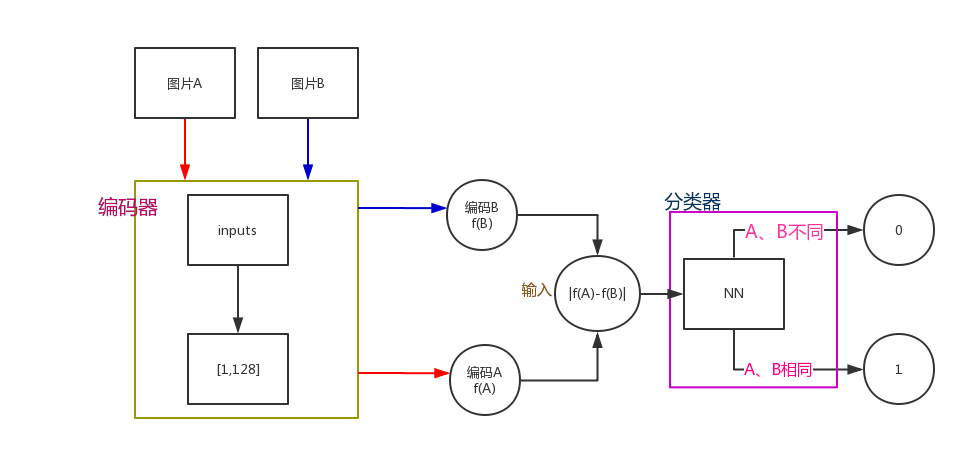 图片A
图片B
编码器
inputs
[1,128]
编码B
f(B)
编码A
f(A)
输入
|f(A)-f(B)|
分类器
A、B不同
NN
A、B相同
0
1